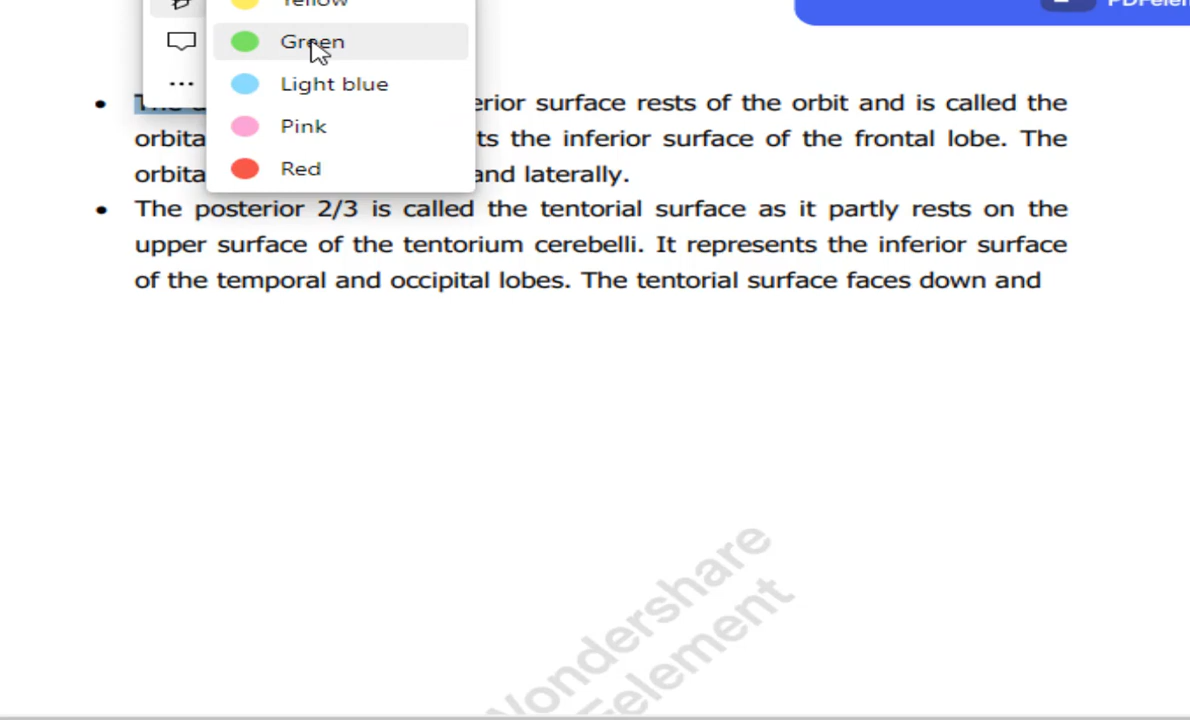 Yellow
Green
Light blue
Pink
Red
The erior surface rests of the orbit and is called the
orbita ts the inferior surface of the frontal lobe. The
orbita and laterally.
The posterior 2/3 is called the tentorial surface as it partly rests on the
upper surface of the tentorium cerebelli. It represents the inferior surface
of the temporal and occipital lobes. The tentorial surface faces down and
Wondershare
PDFelement